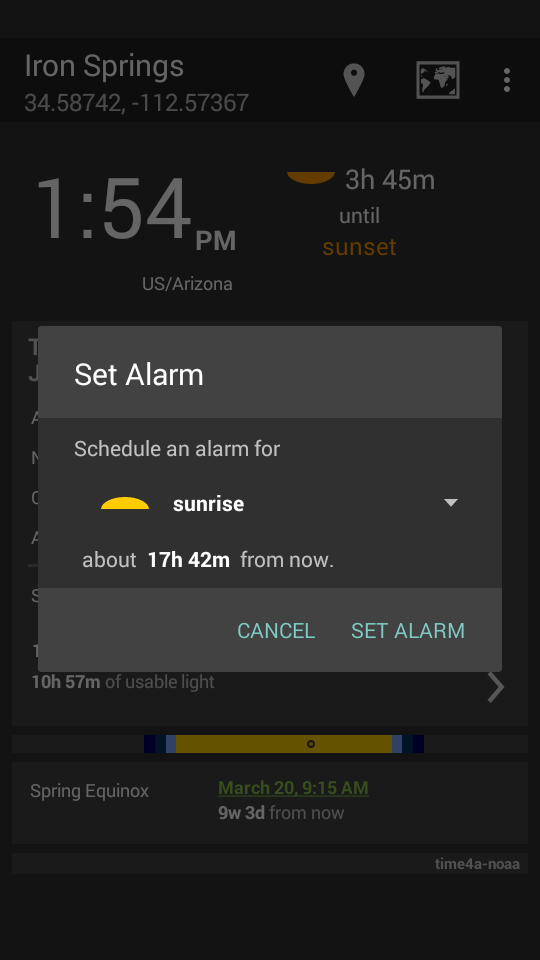 Iron Springs
34.58742, -112.57367
1:54 PM
3h 45m
until
sunset
US/Arizona
Set Alarm
Schedule an alarm for
sunrise
about 17h 42m from now.
CANCEL SET ALARM
10h 57m of usable light
Spring Equinox
March 20, 9:15 AM
9w 3d from now
time4a-noaa